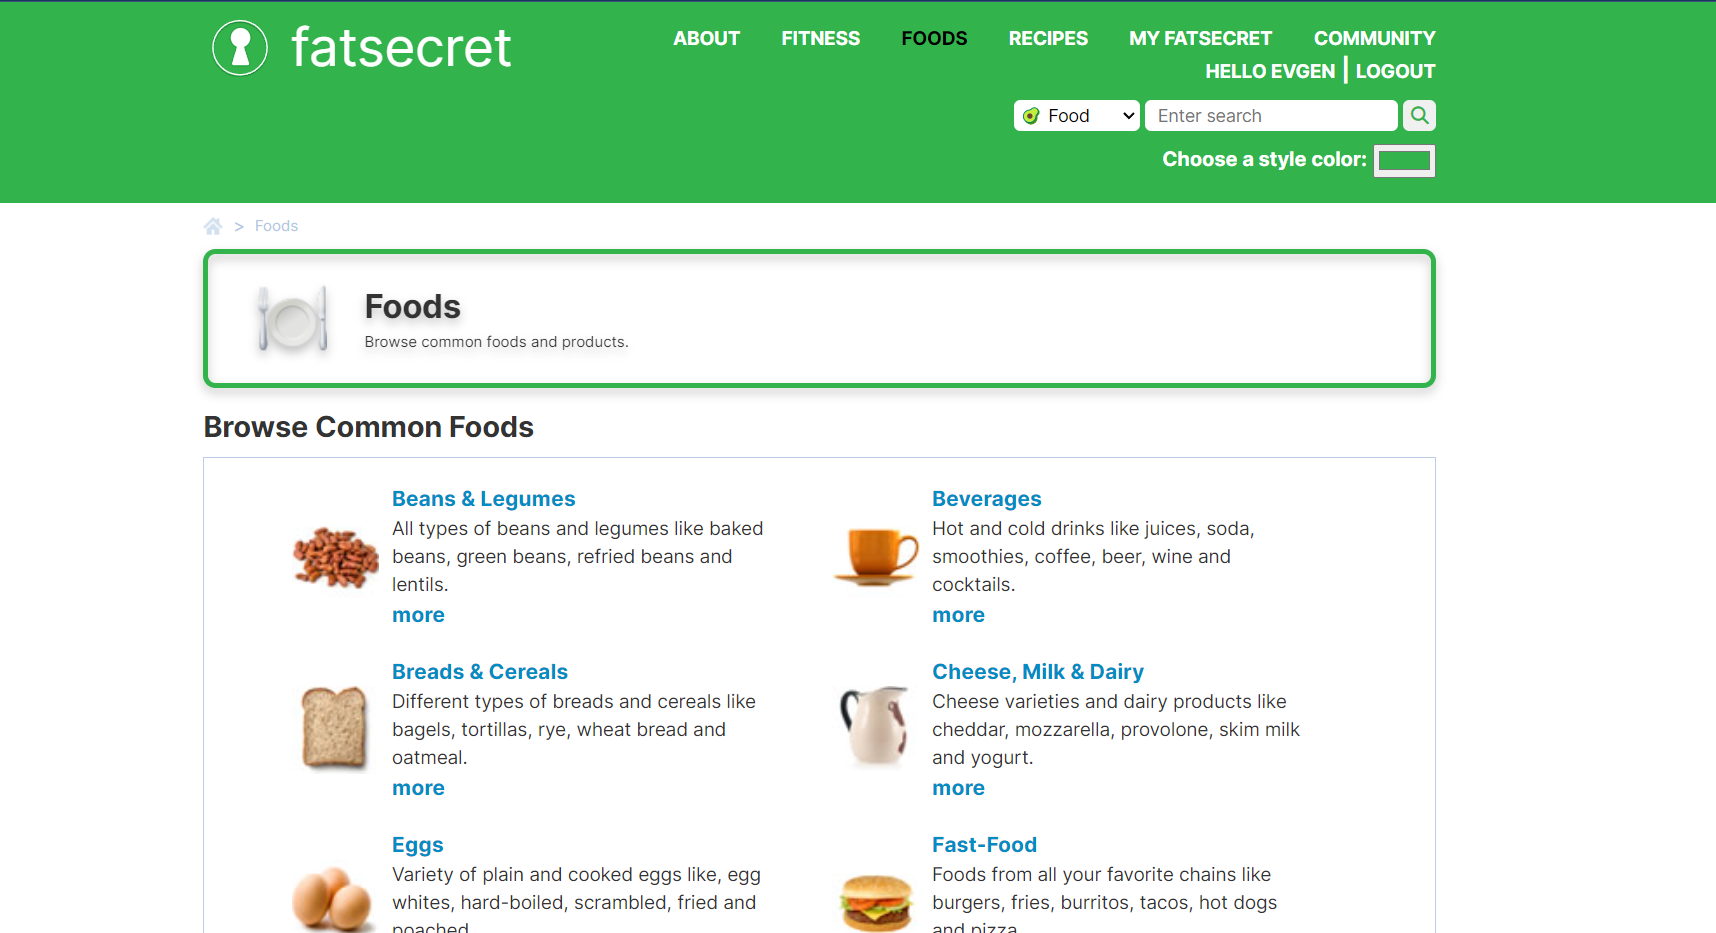 fatsecret
ABOUT FITNESS FOODS RECIPES MY FATSECRET COMMUNITY
HELLO EVGEN | LOGOUT
Food Enter search
Choose a style color:
> Foods
Foods
Browse common foods and products.
Browse Common Foods
Beans & Legumes
All types of beans and legumes like baked
beans, green beans, refried beans and
lentils.
more
Beverages
Hot and cold drinks like juices, soda,
smoothies, coffee, beer, wine and
cocktails.
more
Breads & Cereals
Different types of breads and cereals like
bagels, tortillas, rye, wheat bread and
oatmeal.
more
Cheese, Milk & Dairy
Cheese varieties and dairy products like
cheddar, mozzarella, provolone, skim milk
and yogurt.
more
Eggs
Variety of plain and cooked eggs like, egg
whites, hard-boiled, scrambled, fried and
poached
Fast-Food
Foods from all your favorite chains like
burgers, fries, burritos, tacos, hot dogs
and pizza